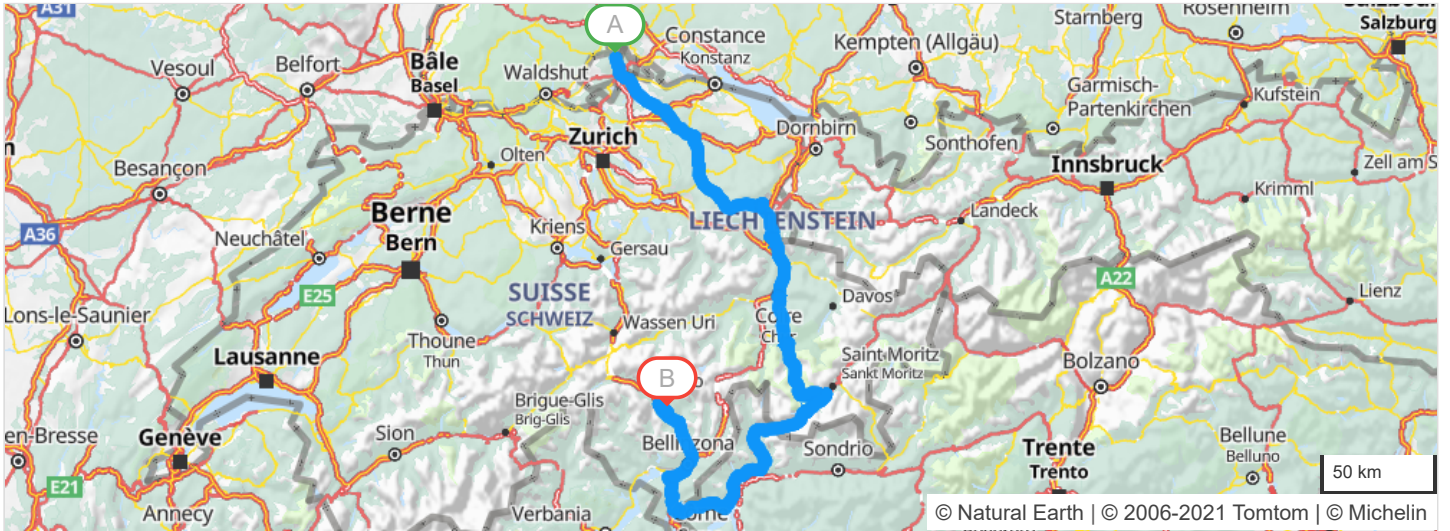 A31
A
Salzburg
Rosenheim
Starnberg
Constance
Konstanz
Kempten (Allgäu)
Vesoul
Belfort
Bâle
Basel
Waldshut
Garmisch-
Partenkirchen
Kufstein
Dornbirn
Sonthofen
Zurich
Olten
Besançon
Innsbruck
Zell am S
Krimml
Berne
Bern
LIECHTENSTEIN
Landeck
A36
Neuchâtel
Kriens
Gersau
A22
E25
SUISSE
SCHWEIZ
Davos
Lienz
Lons-le-Saunier
Wassen Uri
Thoune
Thun
Lausanne
Saint-Moritz
Sankt Moritz
Bolzano
B
Brigue-Glis
Brig-Glis
en-Bresse
Genève
Sion
Bellinzona
Sondrio
Trente
Trento
Bellune
Belluno
50 km
E21
Annecy
Verbania
© Natural Earth | © 2006-2021 Tomtom | © Michelin